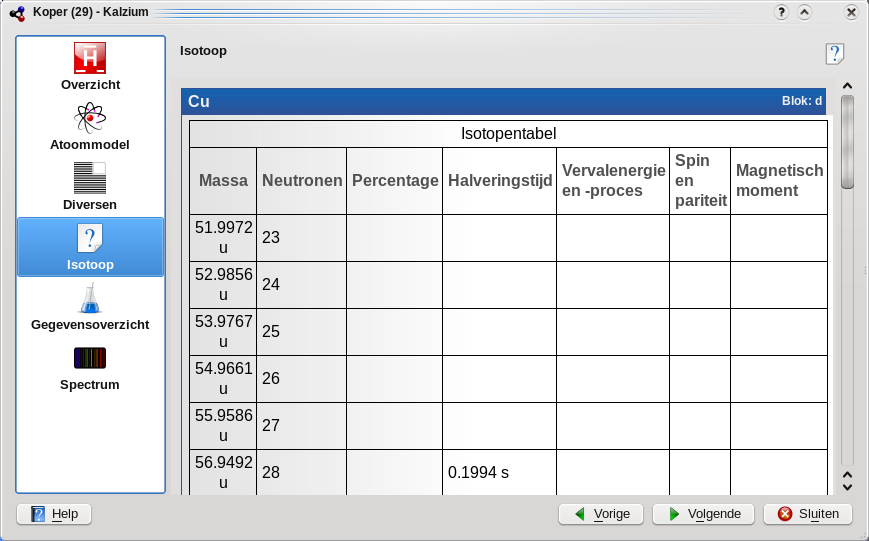 Koper (29) - Kalzium
?
Overzicht
Atoommodel
Diversen
?
Isotoop
Gegevensoverzicht
Spectrum
H
Isotoop
?
Cu
Blok: d
Isotopentabel
Massa Neutronen Percentage Halveringstijd Vervalenergie en -proces Spin en pariteit Magnetisch moment
51.9972 u 23
52.9856 u 24
53.9767 u 25
54.9661 u 26
55.9586 u 27
56.9492 u 28 0.1994 s
? Help
Vorige
Volgende
Sluiten